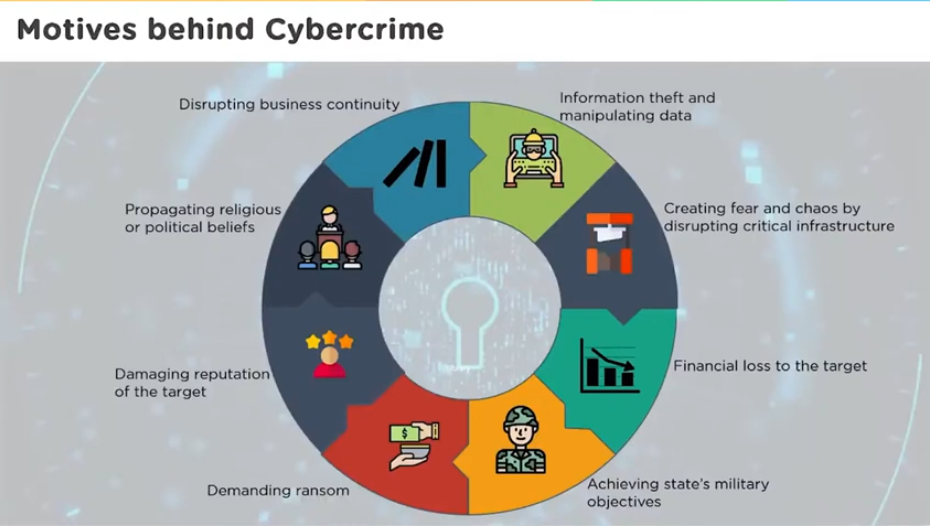 Motives behind Cybercrime
Disrupting business continuity
Information theft and
manipulating data
Propagating religious
or political beliefs
Creating fear and chaos by
disrupting critical infrastructure
Damaging reputation
of the target
Financial loss to the target
$
Demanding ransom
Achieving state's military
objectives